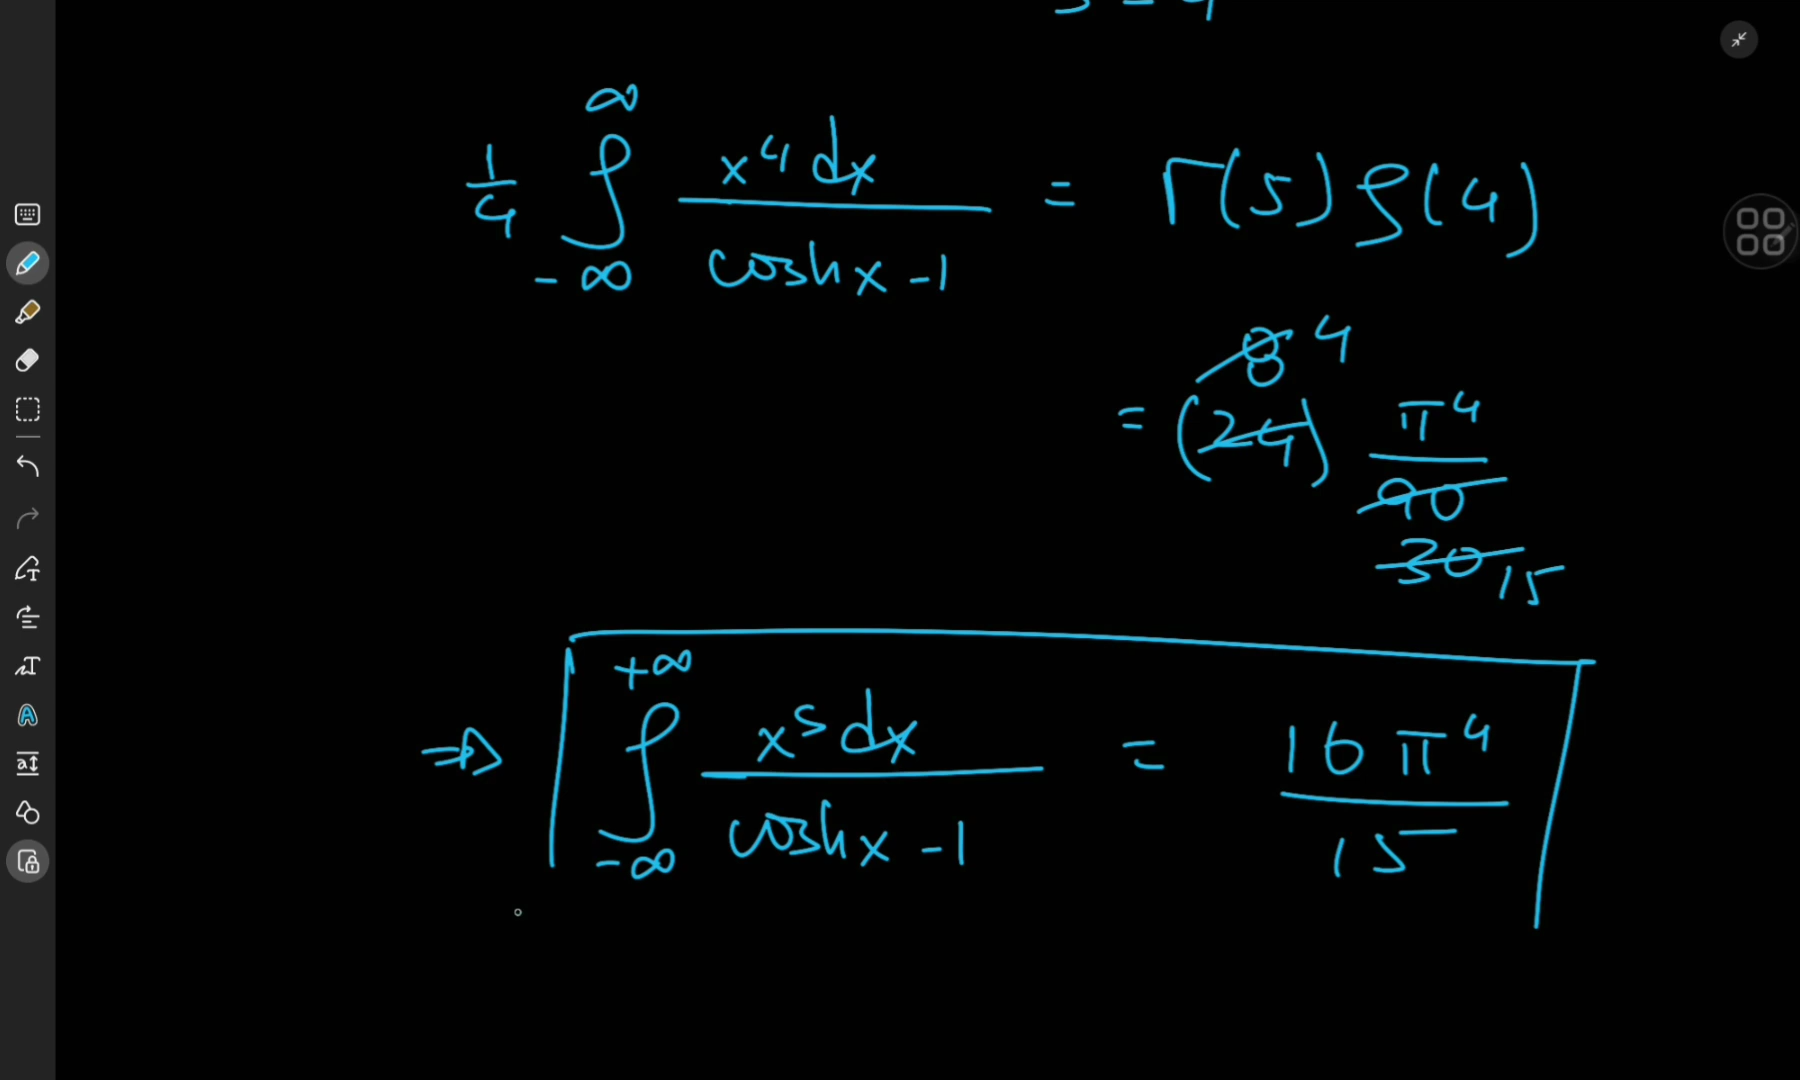 s = 4
1/4 ∫_{-∞}^{∞} x^4 dx / (cosh x - 1) = Γ(5) ζ(4)
8 4
= (24) π^4 / 90
30 15
⇒ ∫_{-∞}^{+∞} x^5 dx / (cosh x - 1) = 16 π^4 / 15